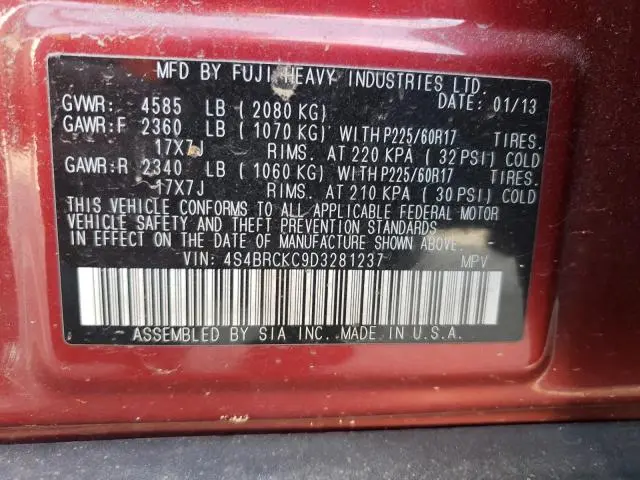 MFD BY FUJI HEAVY INDUSTRIES LTD.
DATE: 01/13
GVWR: 4585 LB ( 2080 KG)
GAWR:F 2360 LB ( 1070 KG) WITH P225/60R17 TIRES.
17X7J RIMS. AT 220 KPA ( 32 PSI) COLD
GAWR:R 2340 LB ( 1060 KG) WITH P225/60R17 TIRES.
17X7J RIMS. AT 210 KPA ( 30 PSI) COLD
THIS VEHICLE CONFORMS TO ALL APPLICABLE FEDERAL MOTOR
VEHICLE SAFETY AND THEFT PREVENTION STANDARDS
IN EFFECT ON THE DATE OF MANUFACTURE SHOWN ABOVE.
VIN: 4S4BRCKC9D3281237 MPV
ASSEMBLED BY SIA INC. MADE IN U.S.A.